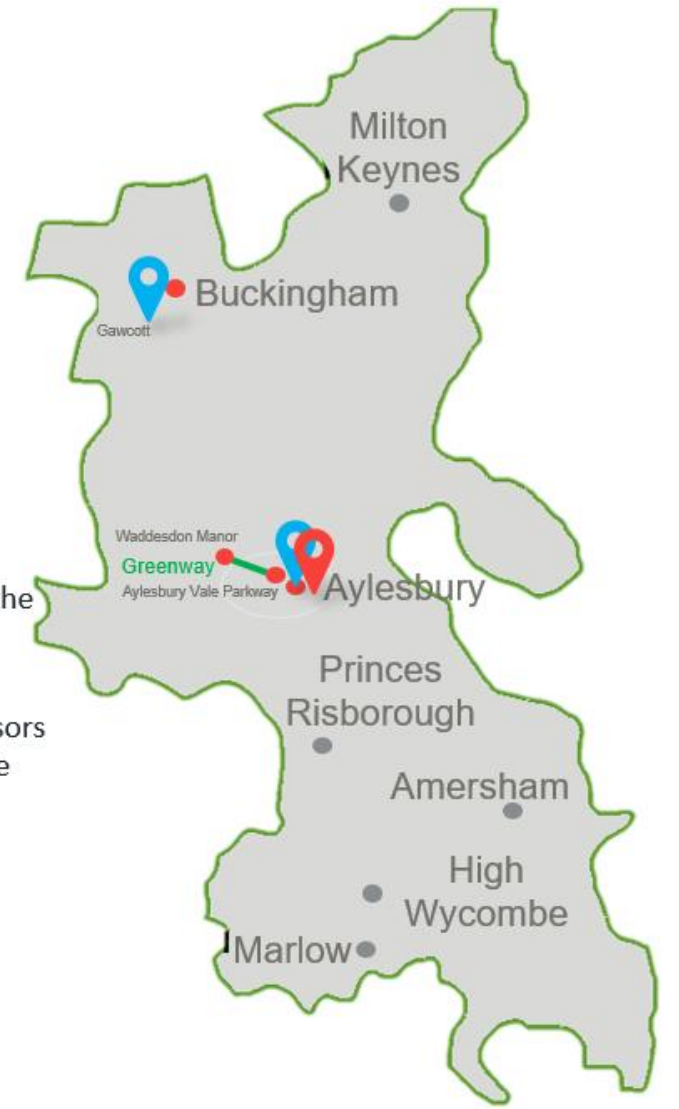 Milton
Keynes
Buckingham
Gawcott
Waddesdon Manor
Greenway
Aylesbury Vale Parkway
Aylesbury
he
Princes
Risborough
sors
e
Amersham
High
Wycombe
Marlow